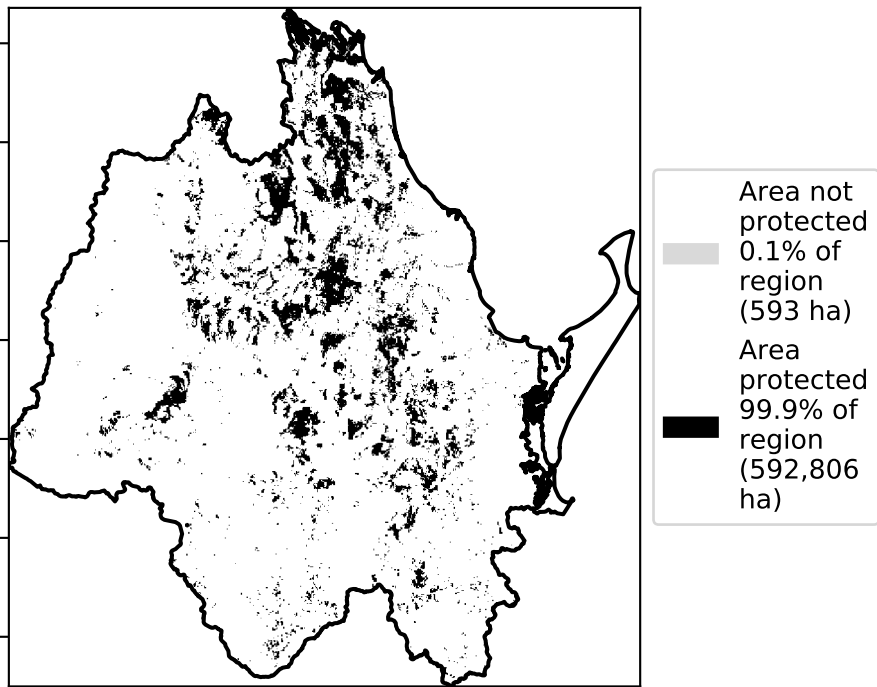 Area not
protected
0.1% of
region
(593 ha)
Area
protected
99.9% of
region
(592,806
ha)